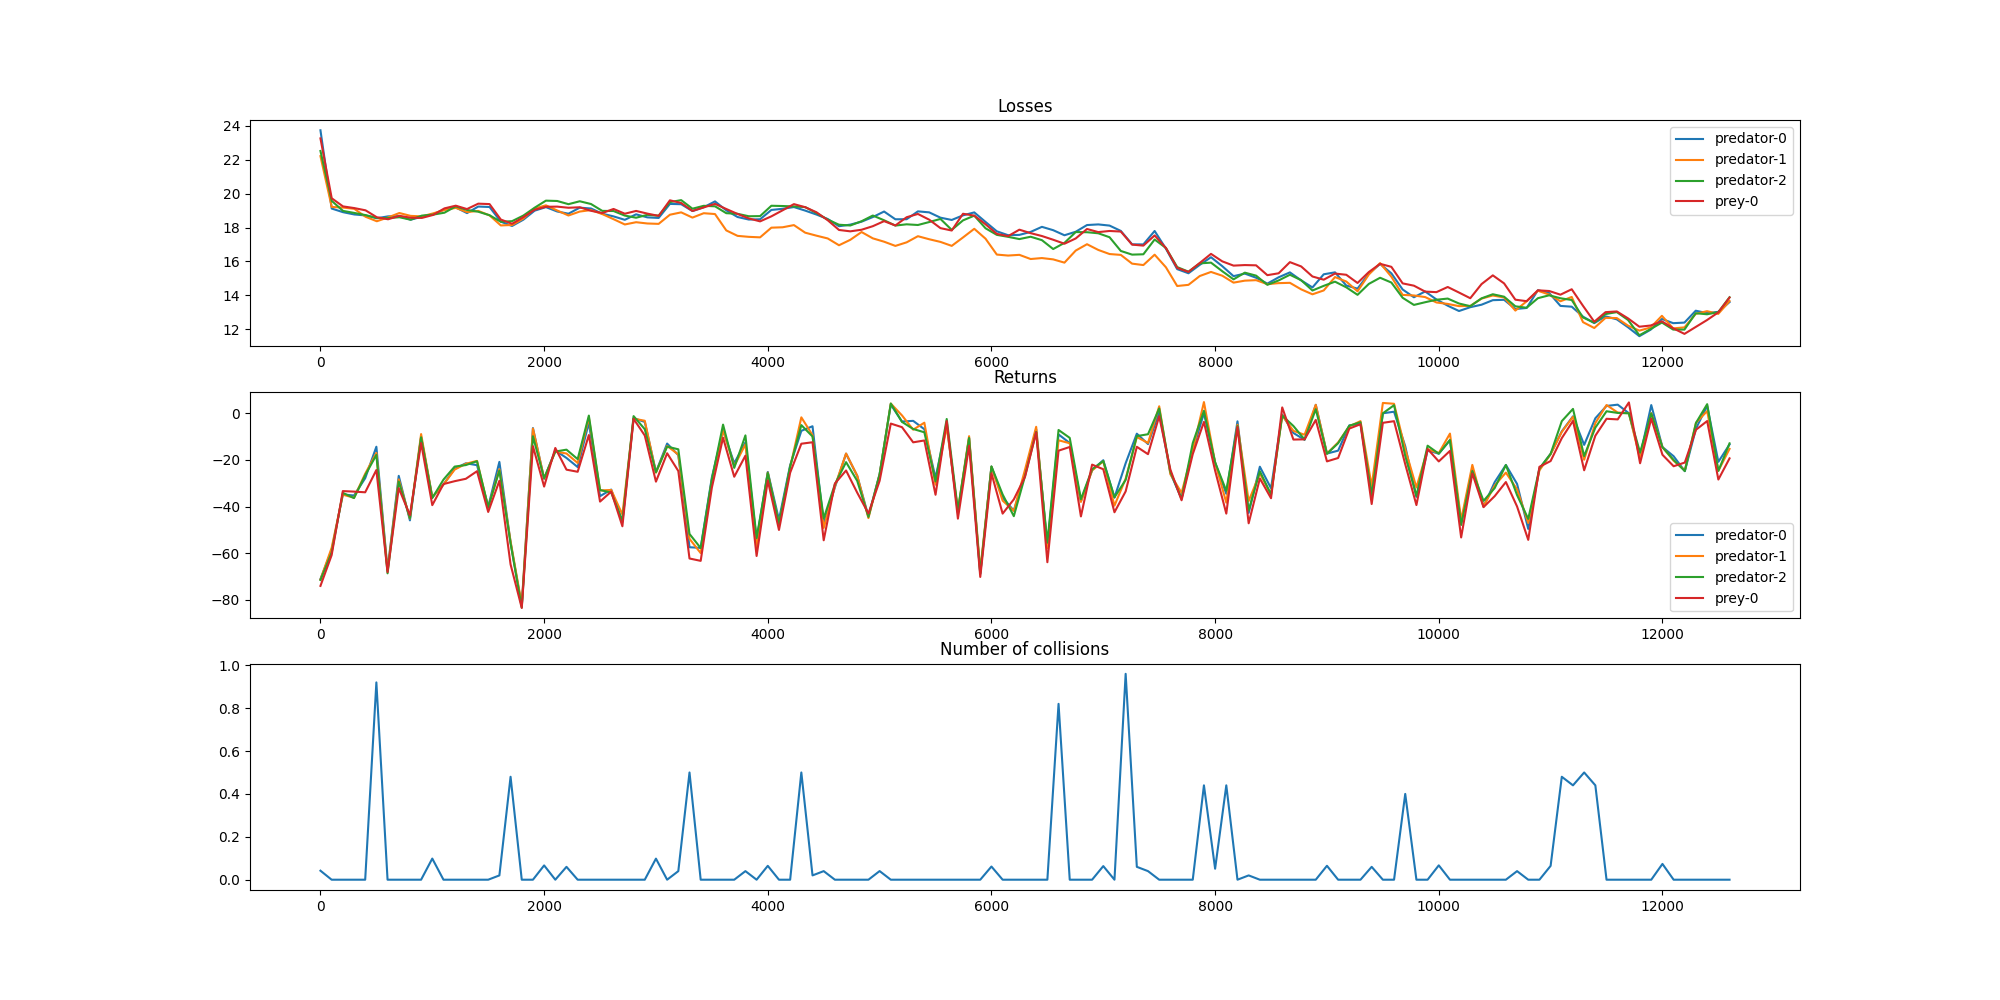 Losses
24
22
20
18
16
14
12
predator-0
predator-1
predator-2
prey-0
0 2000 4000 6000 8000 10000 12000
Returns
0
−20
−40
−60
−80
predator-0
predator-1
predator-2
prey-0
0 2000 4000 6000 8000 10000 12000
Number of collisions
1.0
0.8
0.6
0.4
0.2
0.0
0 2000 4000 6000 8000 10000 12000